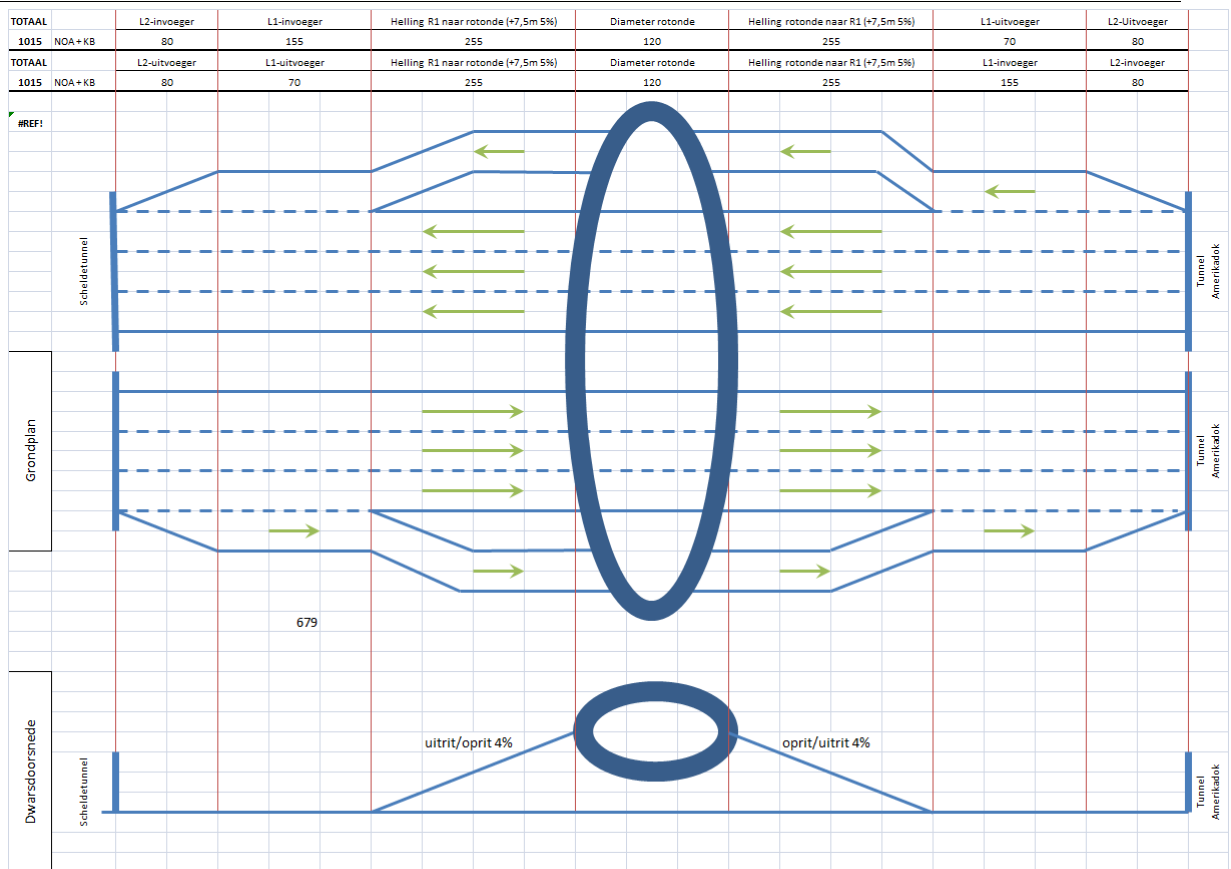 TOTAAL L2-invoeger L1-invoeger Helling R1 naar rotonde (+7,5m 5%) Diameter rotonde Helling rotonde naar R1 (+7,5m 5%) L1-uitvoeger L2-Uitvoeger
1015 NOA+KB 80 155 255 120 255 70 80
TOTAAL L2-uitvoeger L1-uitvoeger Helling R1 naar rotonde (+7,5m 5%) Diameter rotonde Helling rotonde naar R1 (+7,5m 5%) L1-invoeger L2-invoeger
1015 NOA+KB 80 70 255 120 255 155 80
#REF!
Scheldetunnel
Tunnel
Amerikadok
Grondplan
Tunnel
Amerikadok
679
Dwarsdoorsnede
Scheldetunnel
uitrit/oprit 4%
oprit/uitrit 4%
Tunnel
Amerikadok